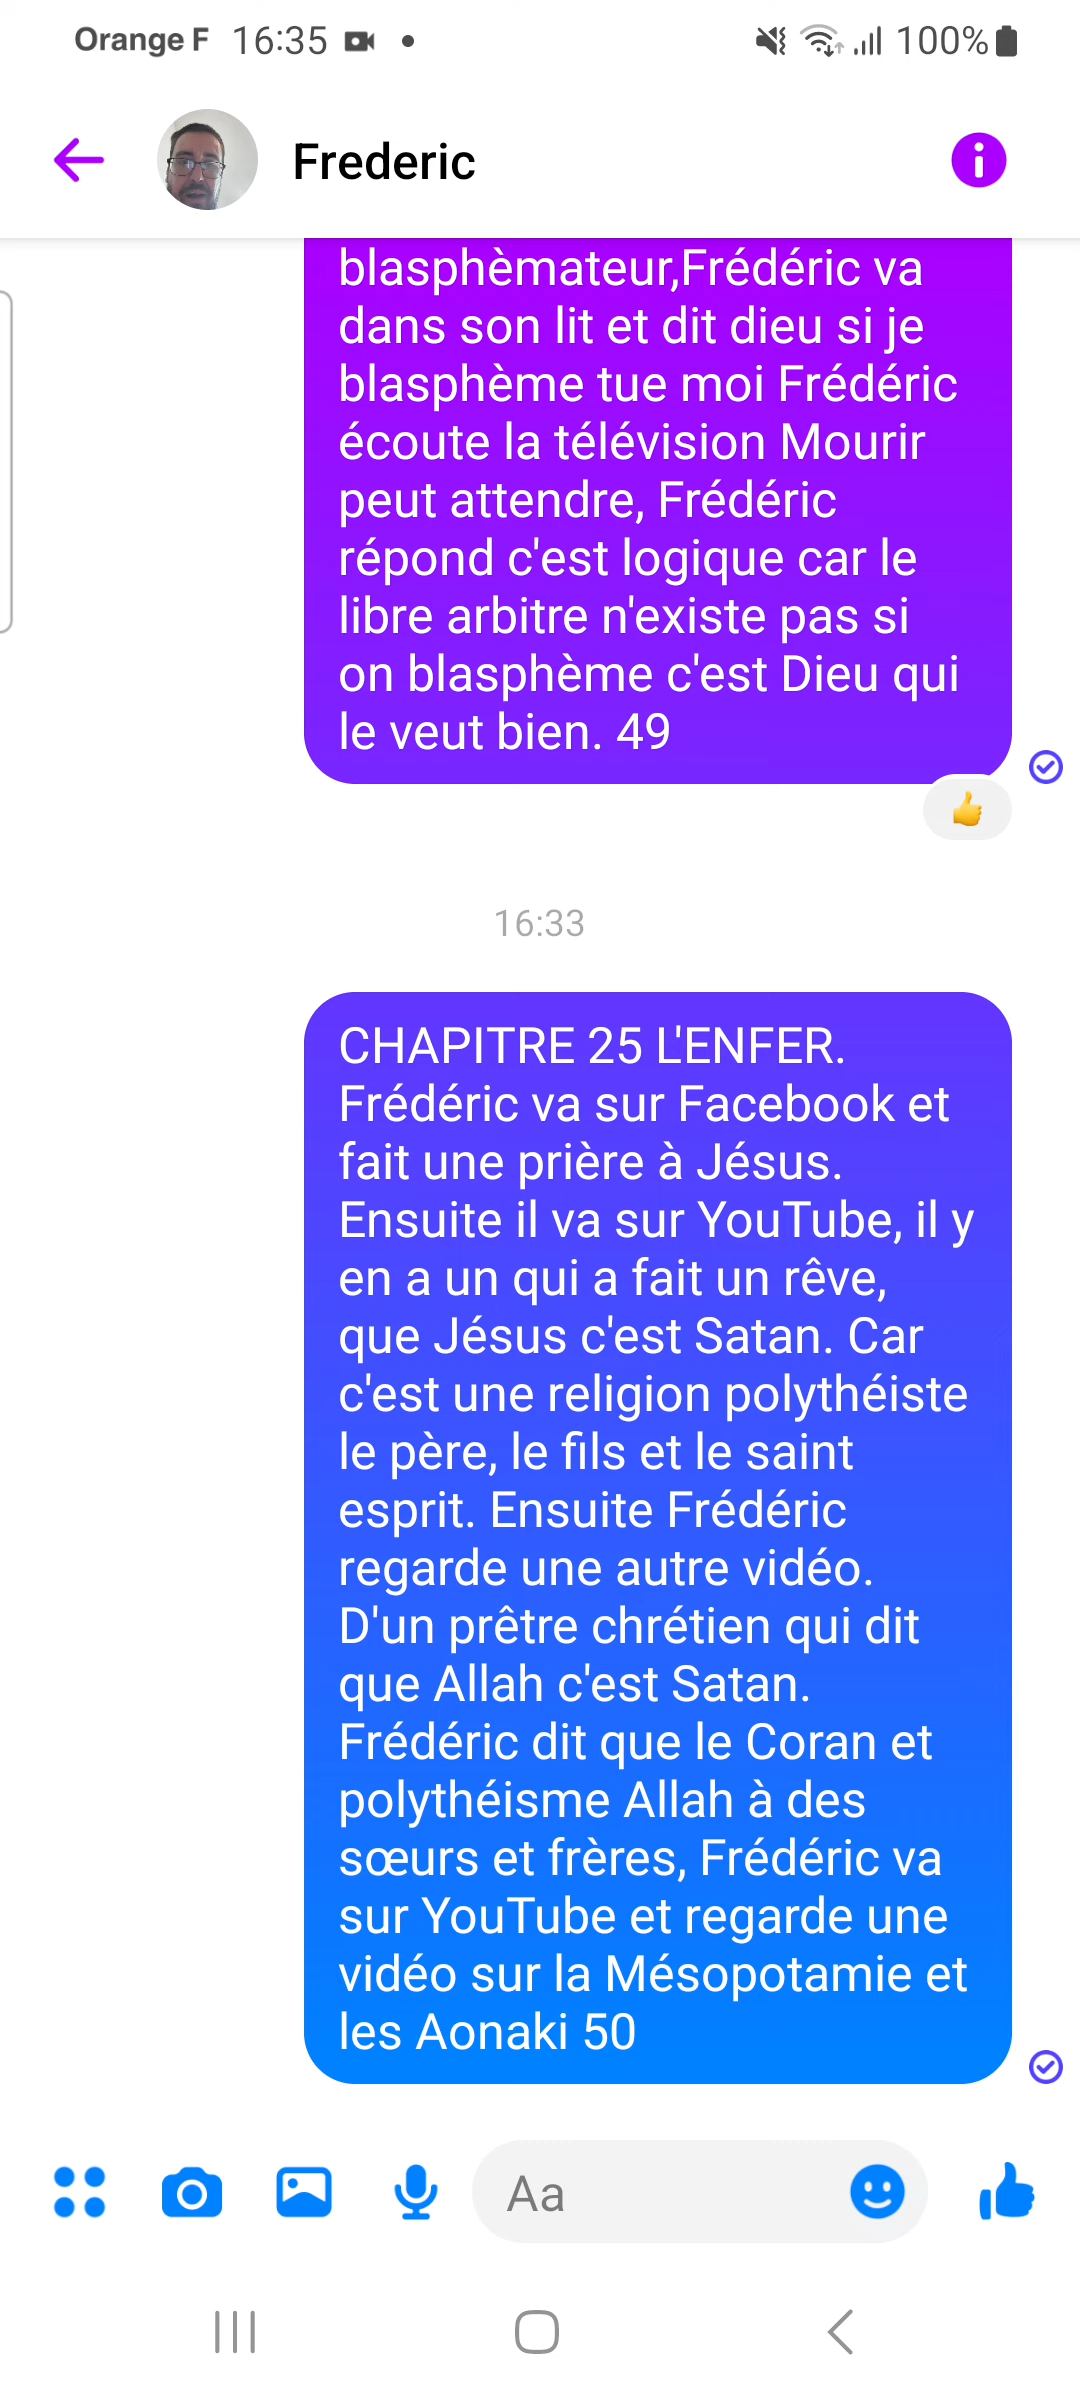 Orange F 16:35 100%
Frederic
blasphèmateur,Frédéric va
dans son lit et dit dieu si je
blasphème tue moi Frédéric
écoute la télévision Mourir
peut attendre, Frédéric
répond c'est logique car le
libre arbitre n'existe pas si
on blasphème c'est Dieu qui
le veut bien. 49
16:33
CHAPITRE 25 L'ENFER.
Frédéric va sur Facebook et
fait une prière à Jésus.
Ensuite il va sur YouTube, il y
en a un qui a fait un rêve,
que Jésus c'est Satan. Car
c'est une religion polythéiste
le père, le fils et le saint
esprit. Ensuite Frédéric
regarde une autre vidéo.
D'un prêtre chrétien qui dit
que Allah c'est Satan.
Frédéric dit que le Coran et
polythéisme Allah à des
sœurs et frères, Frédéric va
sur YouTube et regarde une
vidéo sur la Mésopotamie et
les Aonaki 50
Aa